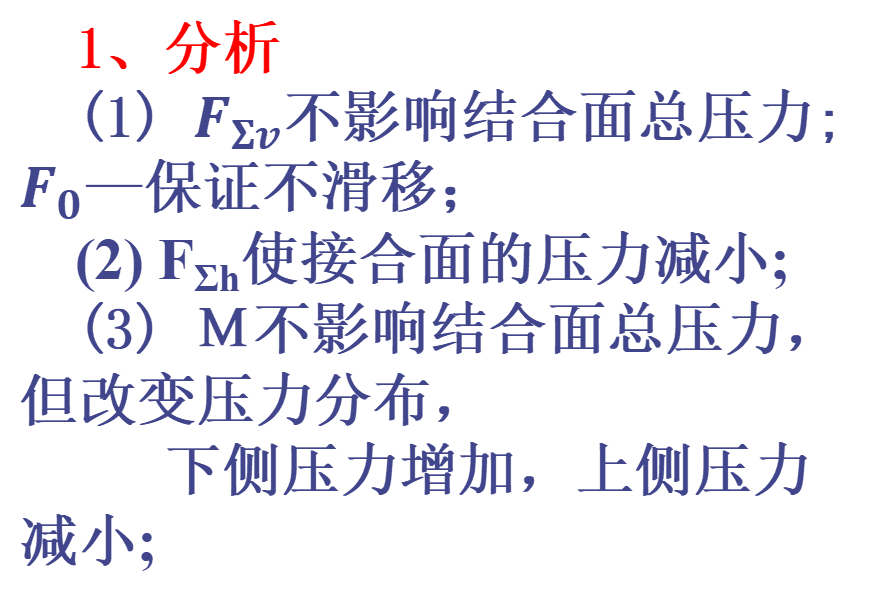 1、分析
（1）F_Σv不影响结合面总压力；
F_0—保证不滑移；
(2) F_Σh使接合面的压力减小；
（3）M不影响结合面总压力，
但改变压力分布，
下侧压力增加，上侧压力
减小；